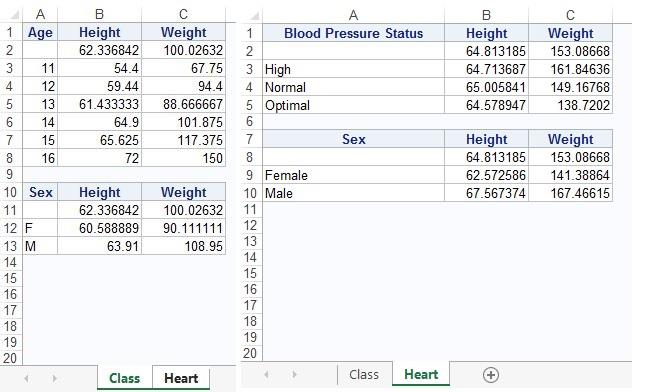 A B C
1 Age Height Weight
2 62.336842 100.02632
3 11 54.4 67.75
4 12 59.44 94.4
5 13 61.433333 88.666667
6 14 64.9 101.875
7 15 65.625 117.375
8 16 72 150
9
10 Sex Height Weight
11 62.336842 100.02632
12 F 60.588889 90.111111
13 M 63.91 108.95
14
15
16
17
18
19
20
Class Heart
A B C
1 Blood Pressure Status Height Weight
2 64.813185 153.08668
3 High 64.713687 161.84636
4 Normal 65.005841 149.16768
5 Optimal 64.578947 138.7202
6
7 Sex Height Weight
8 64.813185 153.08668
9 Female 62.572586 141.38864
10 Male 67.567374 167.46615
11
12
13
14
15
16
17
18
19
20
Class Heart